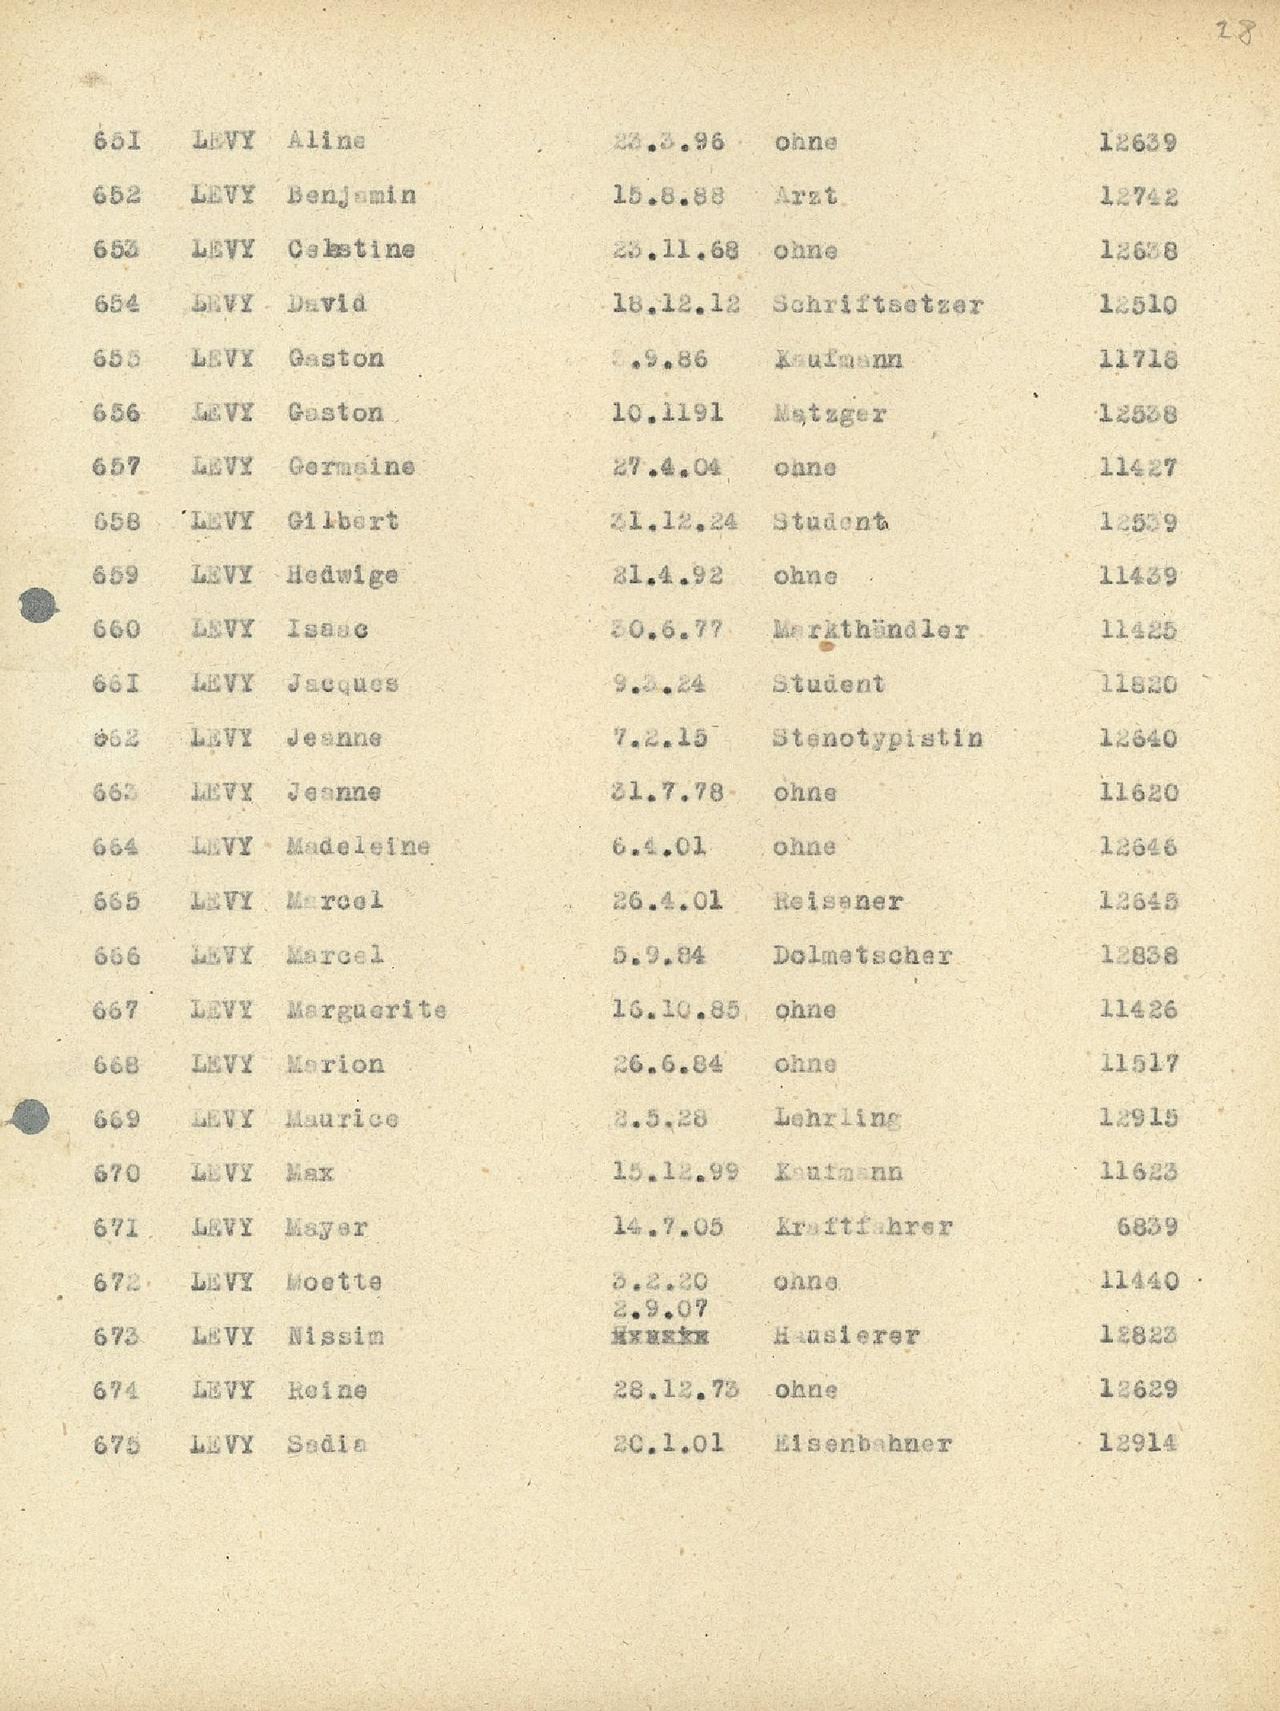 28
651 LEVY Aline 23.3.96 ohne 12639
652 LEVY Benjamin 15.8.88 Arzt 12742
653 LEVY Celestine 23.11.68 ohne 12638
654 LEVY David 18.12.12 Schriftsetzer 12510
655 LEVY Gaston .9.86 Kaufmann 11718
656 LEVY Gaston 10.1191 Metzger 12538
657 LEVY Germaine 27.4.04 ohne 11427
658 LEVY Gilbert 31.12.24 Student 12539
659 LEVY Hedwige 21.4.92 ohne 11439
660 LEVY Isaac 30.6.77 Markthändler 11425
661 LEVY Jacques 9.3.24 Student 11820
662 LEVY Jeanne 7.2.15 Stenotypistin 12640
663 LEVY Jeanne 31.7.78 ohne 11620
664 LEVY Madeleine 6.4.01 ohne 12646
665 LEVY Marcel 26.4.01 Reisener 12645
666 LEVY Marcel 5.9.84 Dolmetscher 12838
667 LEVY Marguerite 16.10.85 ohne 11426
668 LEVY Marion 26.6.84 ohne 11517
669 LEVY Maurice 2.5.28 Lehrling 12915
670 LEVY Max 15.12.99 Kaufmann 11623
671 LEVY Mayer 14.7.05 Kraftfahrer 6839
672 LEVY Moette 3.2.20 ohne 11440
2.9.07
673 LEVY Nissim Hausierer 12823
674 LEVY Reine 28.12.73 ohne 12629
675 LEVY Sadia 20.1.01 Eisenbahner 12914